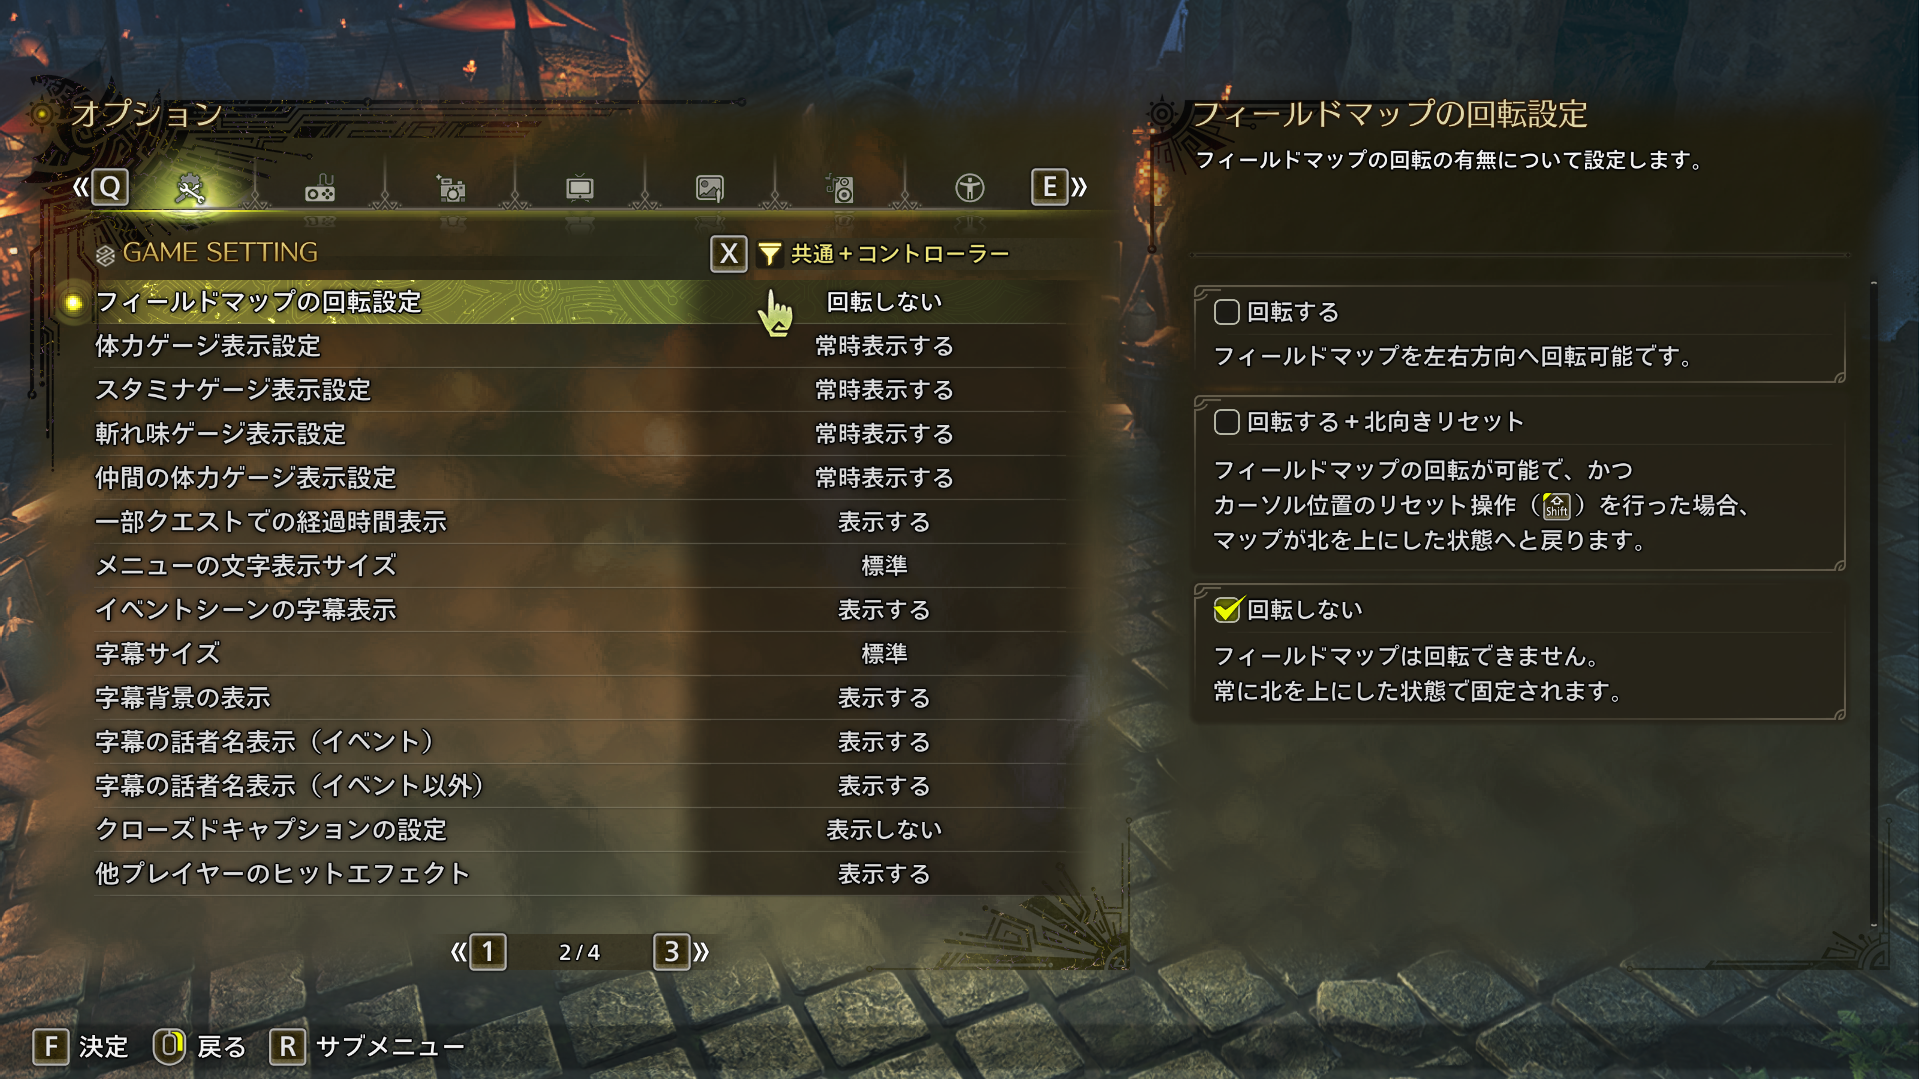 オプション
Q
E
GAME SETTING
X 共通+コントローラー
フィールドマップの回転設定 回転しない
体力ゲージ表示設定 常時表示する
スタミナゲージ表示設定 常時表示する
斬れ味ゲージ表示設定 常時表示する
仲間の体力ゲージ表示設定 常時表示する
一部クエストでの経過時間表示 表示する
メニューの文字表示サイズ 標準
イベントシーンの字幕表示 表示する
字幕サイズ 標準
字幕背景の表示 表示する
字幕の話者名表示（イベント） 表示する
字幕の話者名表示（イベント以外） 表示する
クローズドキャプションの設定 表示しない
他プレイヤーのヒットエフェクト 表示する
1 2/4 3
フィールドマップの回転設定
フィールドマップの回転の有無について設定します。
回転する
フィールドマップを左右方向へ回転可能です。
回転する+北向きリセット
フィールドマップの回転が可能で、かつ
カーソル位置のリセット操作（Shift）を行った場合、
マップが北を上にした状態へと戻ります。
回転しない
フィールドマップは回転できません。
常に北を上にした状態で固定されます。
F 決定 戻る R サブメニュー